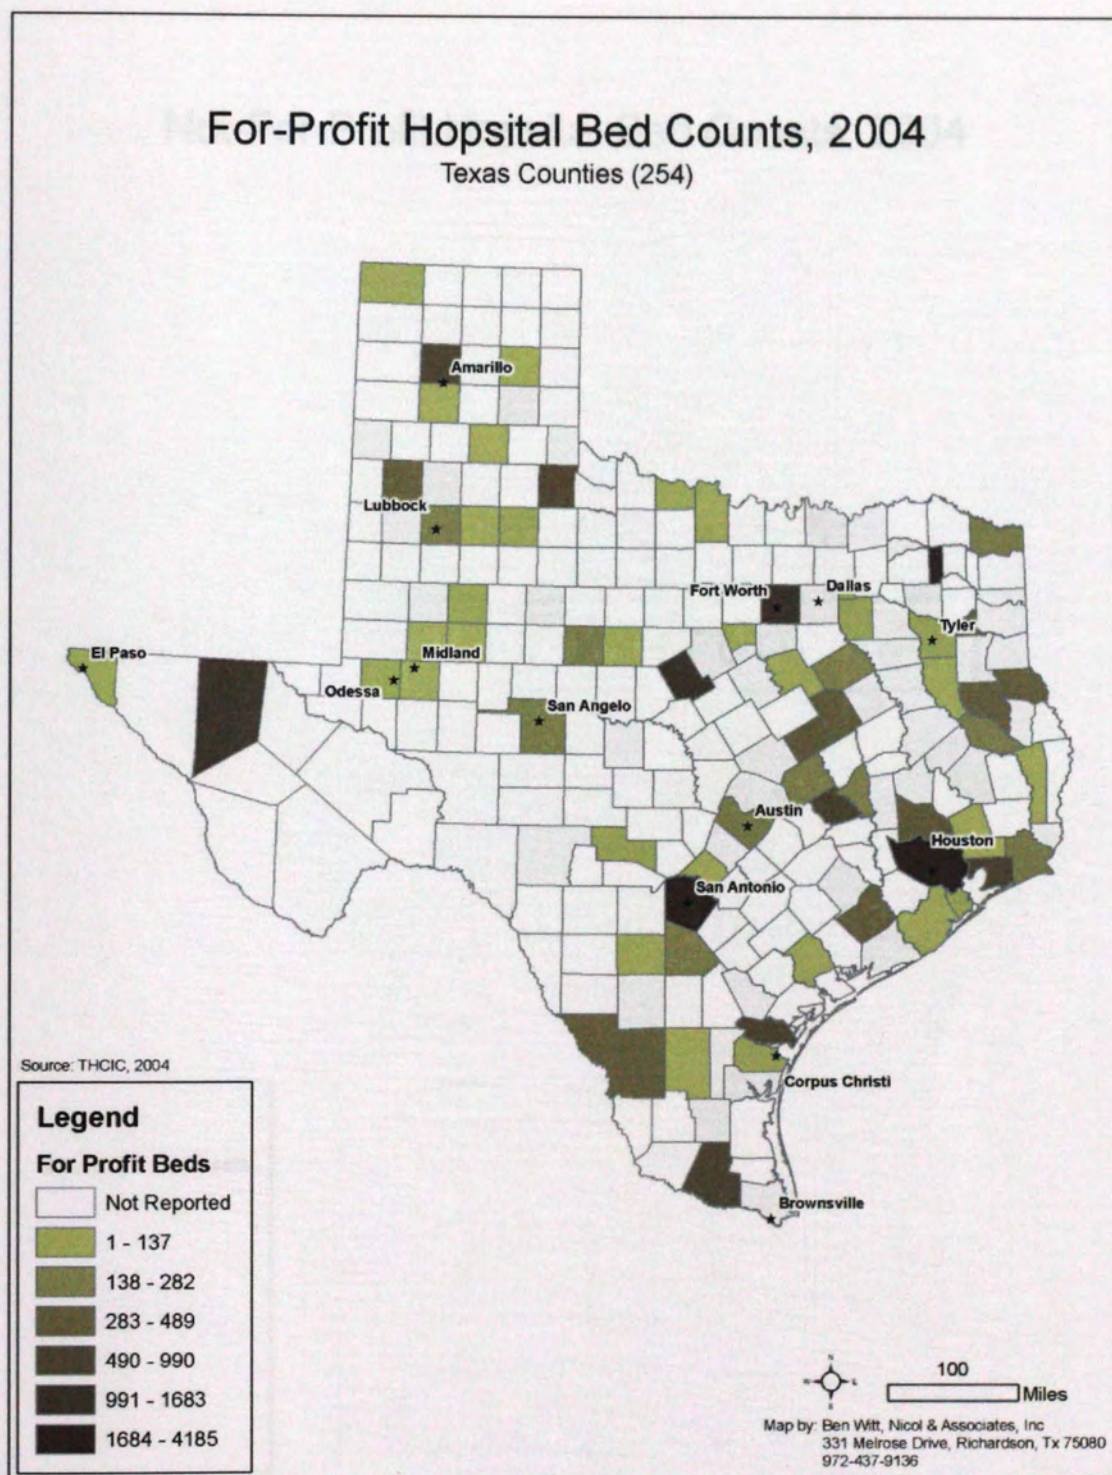 For-Profit Hopsital Bed Counts, 2004
Texas Counties (254)
Amarillo
Lubbock
Fort Worth
Dallas
Tyler
El Paso
Midland
Odessa
San Angelo
Austin
Houston
San Antonio
Corpus Christi
Brownsville
Source: THCIC, 2004
Legend
For Profit Beds
Not Reported
1 - 137
138 - 282
283 - 489
490 - 990
991 - 1683
1684 - 4185
N
W E
S
100
Miles
Map by: Ben Witt, Nicol & Associates, Inc
331 Melrose Drive, Richardson, Tx 75080
972-437-9136